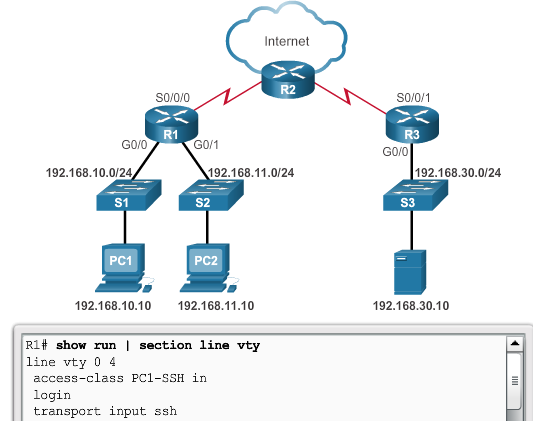 Internet
R2
S0/0/0
S0/0/1
R1
R3
G0/0
G0/1
G0/0
192.168.10.0/24
192.168.11.0/24
192.168.30.0/24
S1
S2
S3
PC1
PC2
192.168.10.10
192.168.11.10
192.168.30.10
R1# show run | section line vty
line vty 0 4
access-class PC1-SSH in
login
transport input ssh